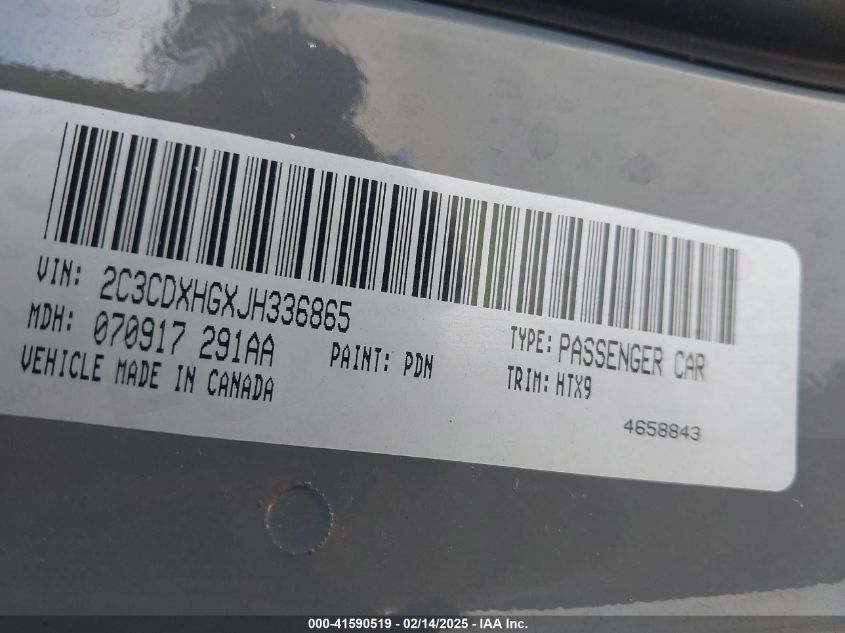 VIN: 2C3CDXHGXJH336865
MDH: 070917 291AA
VEHICLE MADE IN CANADA
PAINT: PDN
TYPE: PASSENGER CAR
TRIM: HTX9
4658843
000-41590519 - 02/14/2025 - IAA Inc.